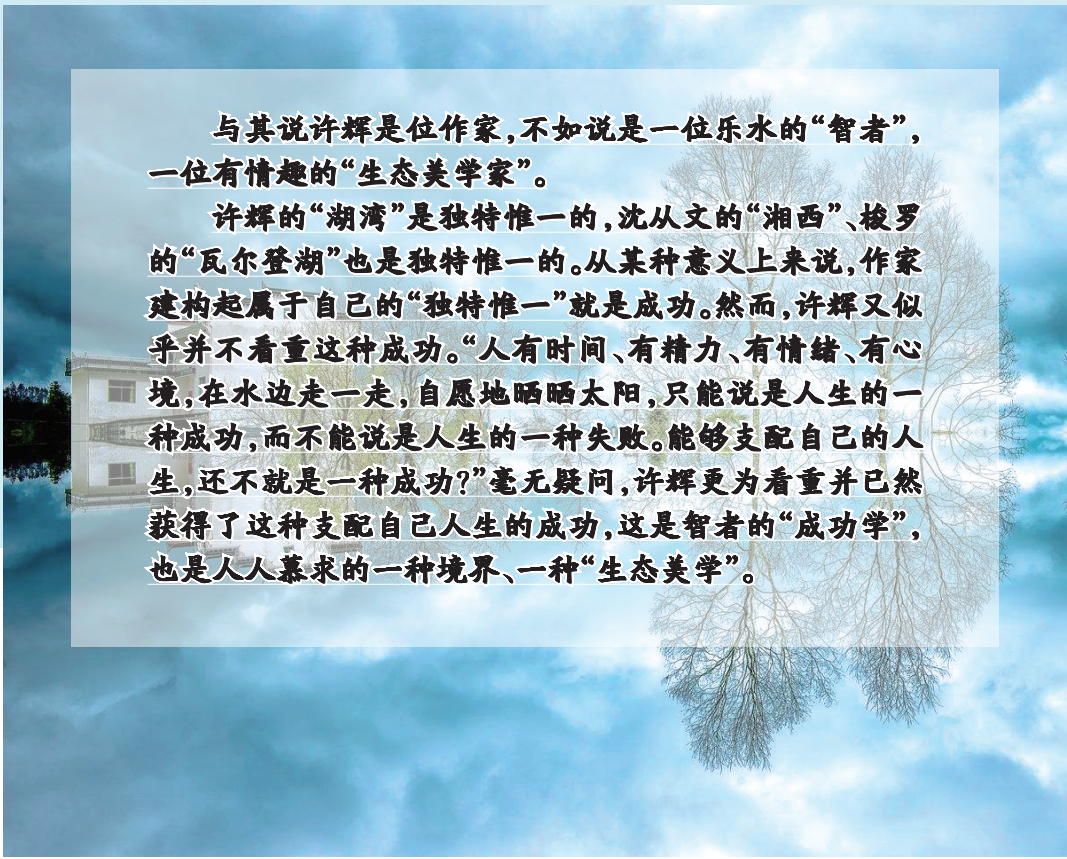 与其说许辉是位作家,不如说是一位乐水的“智者”,
一位有情趣的“生态美学家”。
许辉的“湖湾”是独特惟一的,沈从文的“湘西”、梭罗
的“瓦尔登湖”也是独特惟一的。从某种意义上来说,作家
建构起属于自己的“独特惟一”就是成功。然而,许辉又似
乎并不看重这种成功。“人有时间、有精力、有情绪、有心
境,在水边走一走,自愿地晒晒太阳,只能说是人生的一
种成功,而不能说是人生的一种失败。能够支配自己的人
生,还不就是一种成功?”毫无疑问,许辉更为看重并已然
获得了这种支配自己人生的成功,这是智者的“成功学”,
也是人人慕求的一种境界、一种“生态美学”。